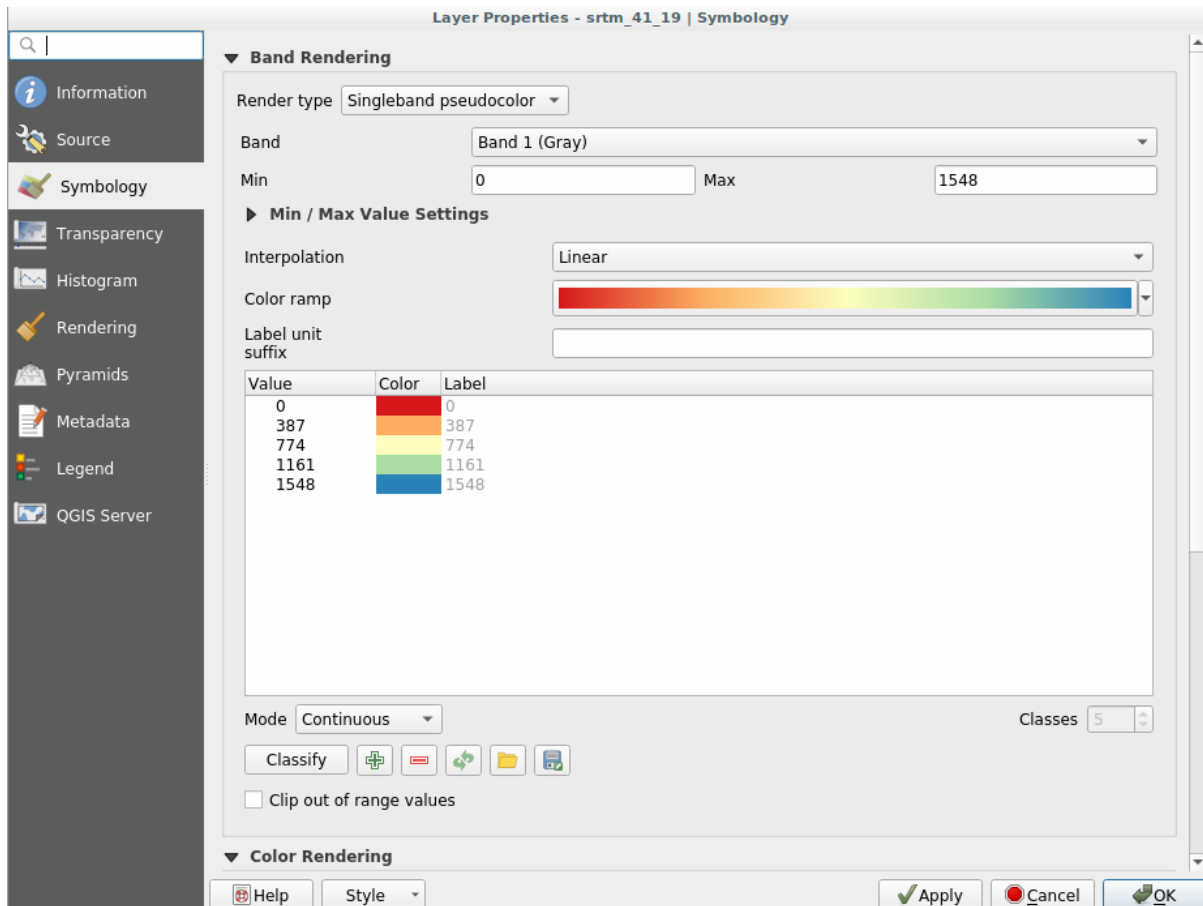 Layer Properties - srtm_41_19 | Symbology
Information
Source
Symbology
Transparency
Histogram
Rendering
Pyramids
Metadata
Legend
QGIS Server
Band Rendering
Render type Singleband pseudocolor
Band Band 1 (Gray)
Min 0 Max 1548
Min / Max Value Settings
Interpolation Linear
Color ramp
Label unit
suffix
Value Color Label
0 0
387 387
774 774
1161 1161
1548 1548
Mode Continuous Classes 5
Classify
Clip out of range values
Color Rendering
Help Style Apply Cancel OK